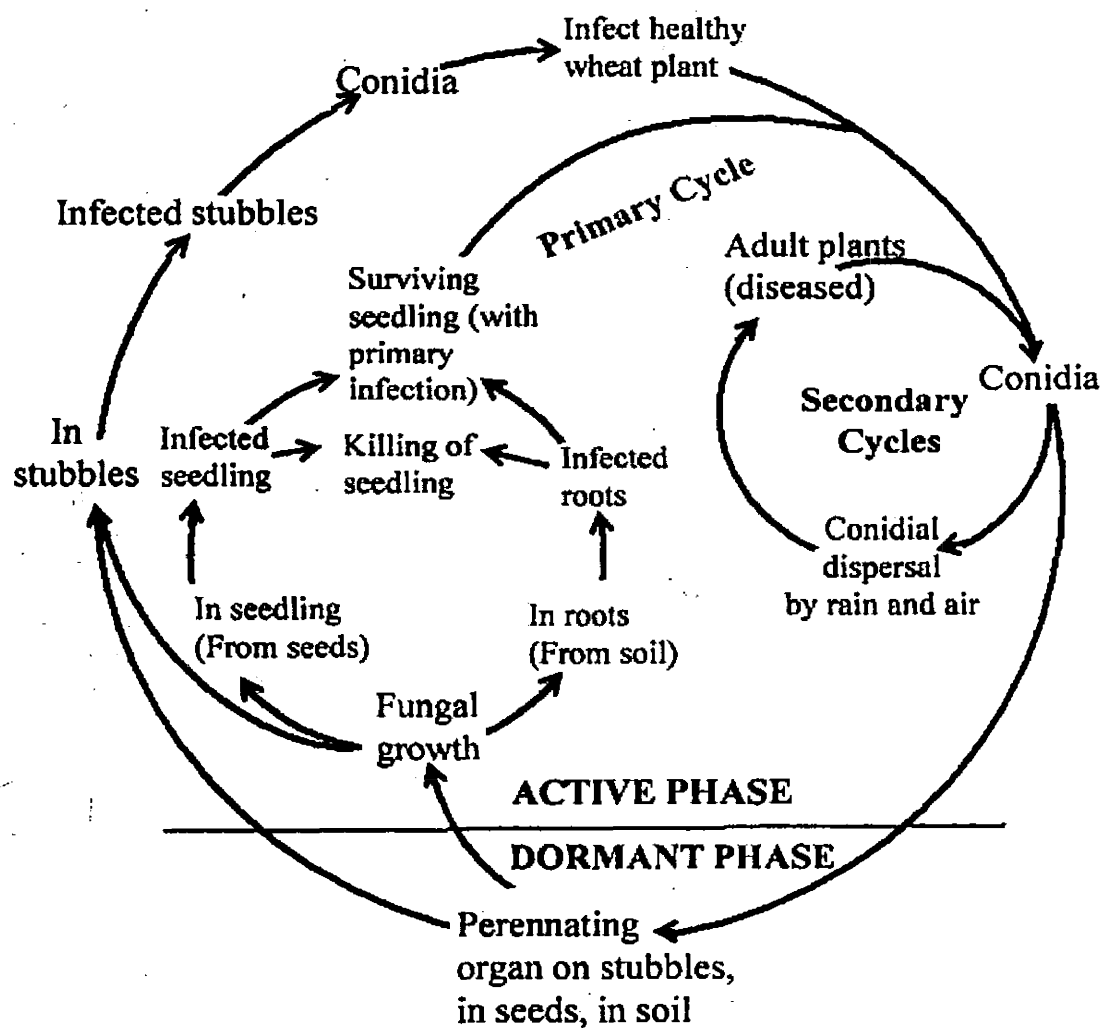 Infect healthy
wheat plant
Conidia
Infected stubbles
Primary Cycle
Adult plants
(diseased)
Surviving
seedling (with
primary
infection)
Conidia
Secondary
Cycles
In
stubbles
Infected
seedling
Killing of
seedling
Infected
roots
Conidial
dispersal
by rain and air
In seedling
(From seeds)
In roots
(From soil)
Fungal
growth
ACTIVE PHASE
DORMANT PHASE
Perennating
organ on stubbles,
in seeds, in soil